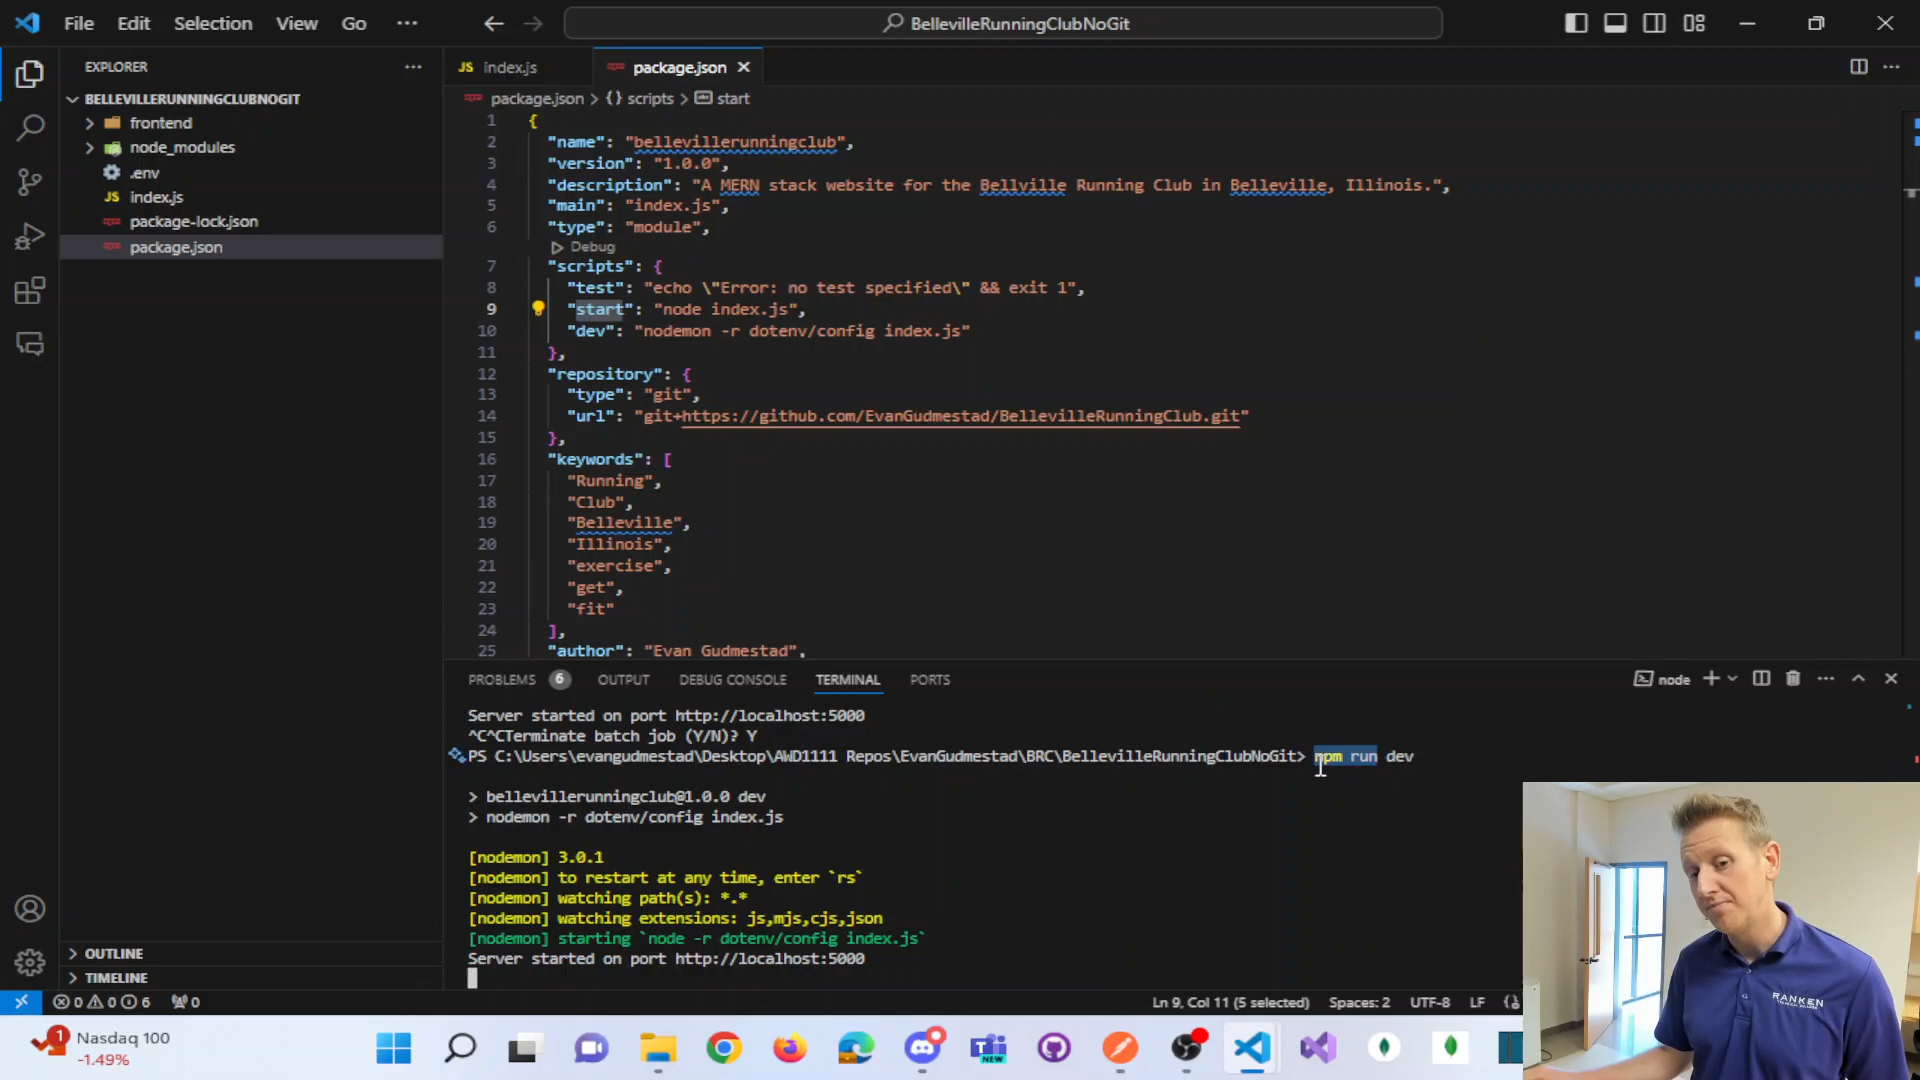 File Edit Selection View Go ···
BellevilleRunningClubNoGit
EXPLORER
BELLEVILLERUNNINGCLUBNOGIT
frontend
node_modules
.env
JS index.js
package-lock.json
package.json
OUTLINE
TIMELINE
JS index.js
package.json
package.json > {} scripts > start
1 {
2 "name": "bellevillerunningclub",
3 "version": "1.0.0",
4 "description": "A MERN stack website for the Bellville Running Club in Belleville, Illinois.",
5 "main": "index.js",
6 "type": "module",
Debug
7 "scripts": {
8 "test": "echo \"Error: no test specified\" && exit 1",
9 "start": "node index.js",
10 "dev": "nodemon -r dotenv/config index.js"
11 },
12 "repository": {
13 "type": "git",
14 "url": "git+https://github.com/EvanGudmestad/BellevilleRunningClub.git"
15 },
16 "keywords": [
17 "Running",
18 "Club",
19 "Belleville",
20 "Illinois",
21 "exercise",
22 "get",
23 "fit"
24 ],
25 "author": "Evan Gudmestad",
PROBLEMS 6 OUTPUT DEBUG CONSOLE TERMINAL PORTS
node
Server started on port http://localhost:5000
^C^CTerminate batch job (Y/N)? Y
PS C:\Users\evangudmestad\Desktop\AWD1111 Repos\EvanGudmestad\BRC\BellevilleRunningClubNoGit> npm run dev
> bellevillerunningclub@1.0.0 dev
> nodemon -r dotenv/config index.js
[nodemon] 3.0.1
[nodemon] to restart at any time, enter `rs`
[nodemon] watching path(s): *.*
[nodemon] watching extensions: js,mjs,cjs,json
[nodemon] starting `node -r dotenv/config index.js`
Server started on port http://localhost:5000
0 0 6 0
Ln 9, Col 11 (5 selected) Spaces: 2 UTF-8 LF {}
RANKEN
1
Nasdaq 100
-1.49%
NEW